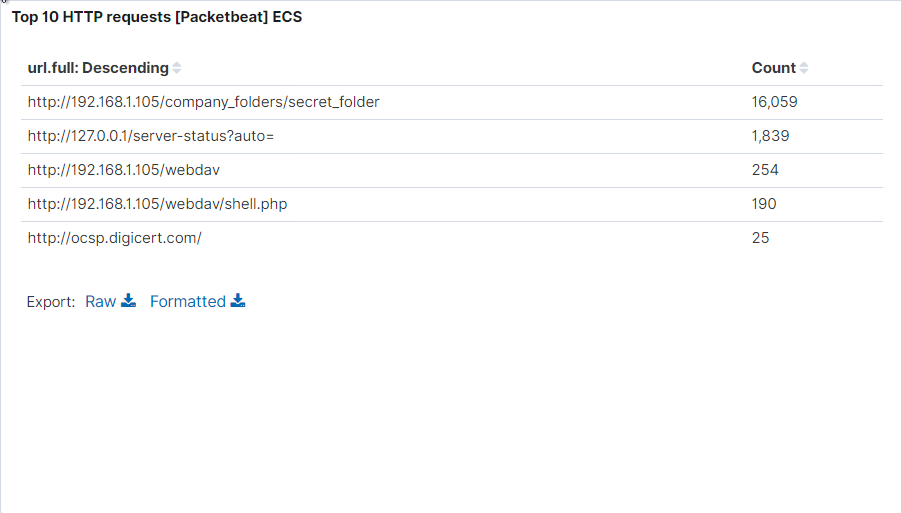 Top 10 HTTP requests [Packetbeat] ECS
url.full: Descending Count
http://192.168.1.105/company_folders/secret_folder 16,059
http://127.0.0.1/server-status?auto= 1,839
http://192.168.1.105/webdav 254
http://192.168.1.105/webdav/shell.php 190
http://ocsp.digicert.com/ 25
Export: Raw Formatted